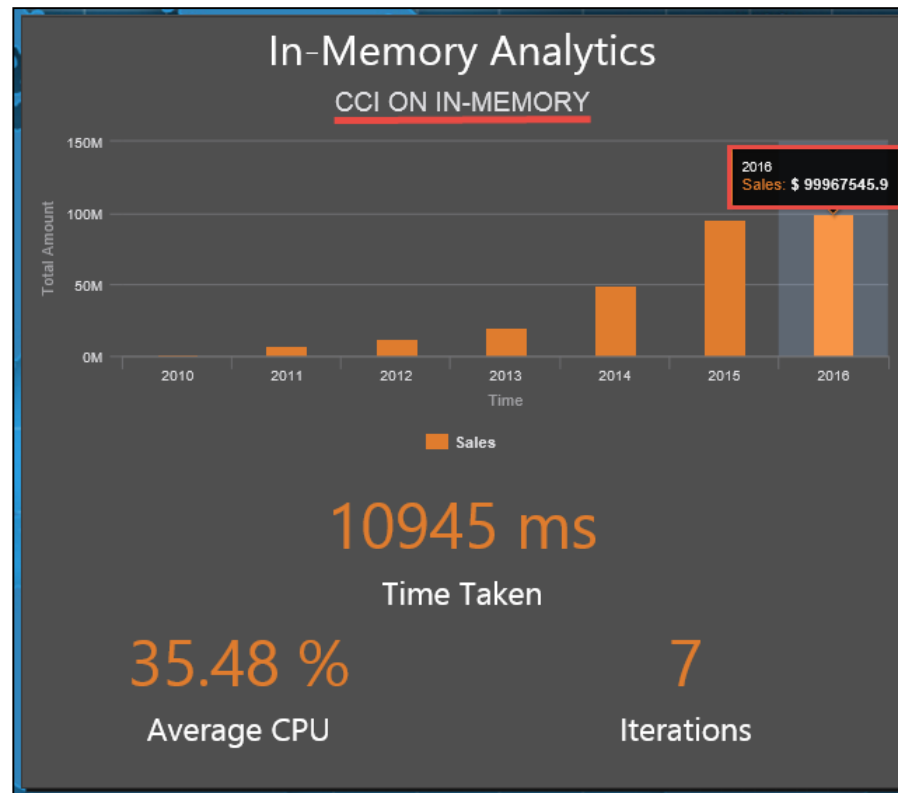 In-Memory Analytics
CCI ON IN-MEMORY
150M
2016
Sales: $ 99967545.9
100M
Total Amount
50M
0M
2010 2011 2012 2013 2014 2015 2016
Time
Sales
10945 ms
Time Taken
35.48 % 7
Average CPU Iterations